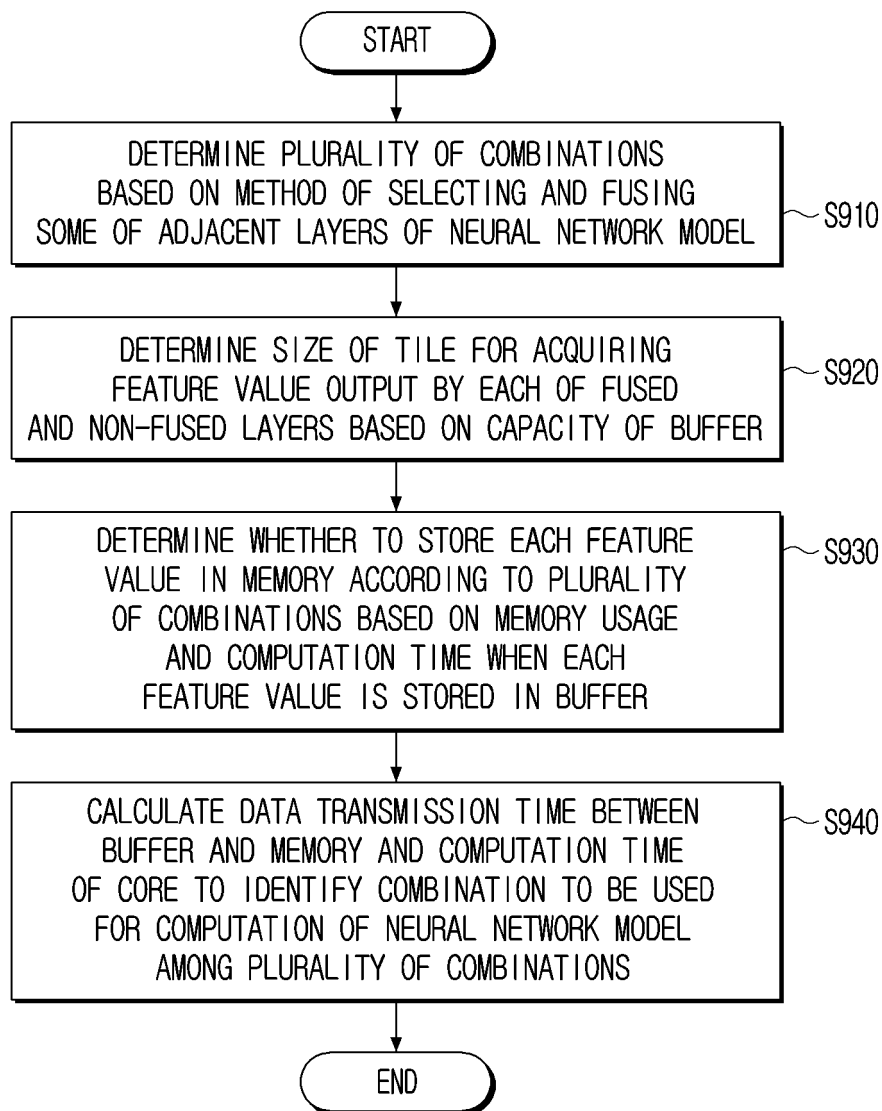 START
DETERMINE PLURALITY OF COMBINATIONS
BASED ON METHOD OF SELECTING AND FUSING
SOME OF ADJACENT LAYERS OF NEURAL NETWORK MODEL
S910
DETERMINE SIZE OF TILE FOR ACQUIRING
FEATURE VALUE OUTPUT BY EACH OF FUSED
AND NON-FUSED LAYERS BASED ON CAPACITY OF BUFFER
S920
DETERMINE WHETHER TO STORE EACH FEATURE
VALUE IN MEMORY ACCORDING TO PLURALITY
OF COMBINATIONS BASED ON MEMORY USAGE
AND COMPUTATION TIME WHEN EACH
FEATURE VALUE IS STORED IN BUFFER
S930
CALCULATE DATA TRANSMISSION TIME BETWEEN
BUFFER AND MEMORY AND COMPUTATION TIME
OF CORE TO IDENTIFY COMBINATION TO BE USED
FOR COMPUTATION OF NEURAL NETWORK MODEL
AMONG PLURALITY OF COMBINATIONS
S940
END